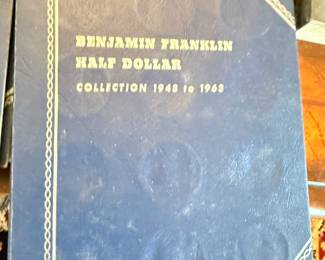 BENJAMIN FRANKLIN
HALF DOLLAR
COLLECTION 1948 to 1963